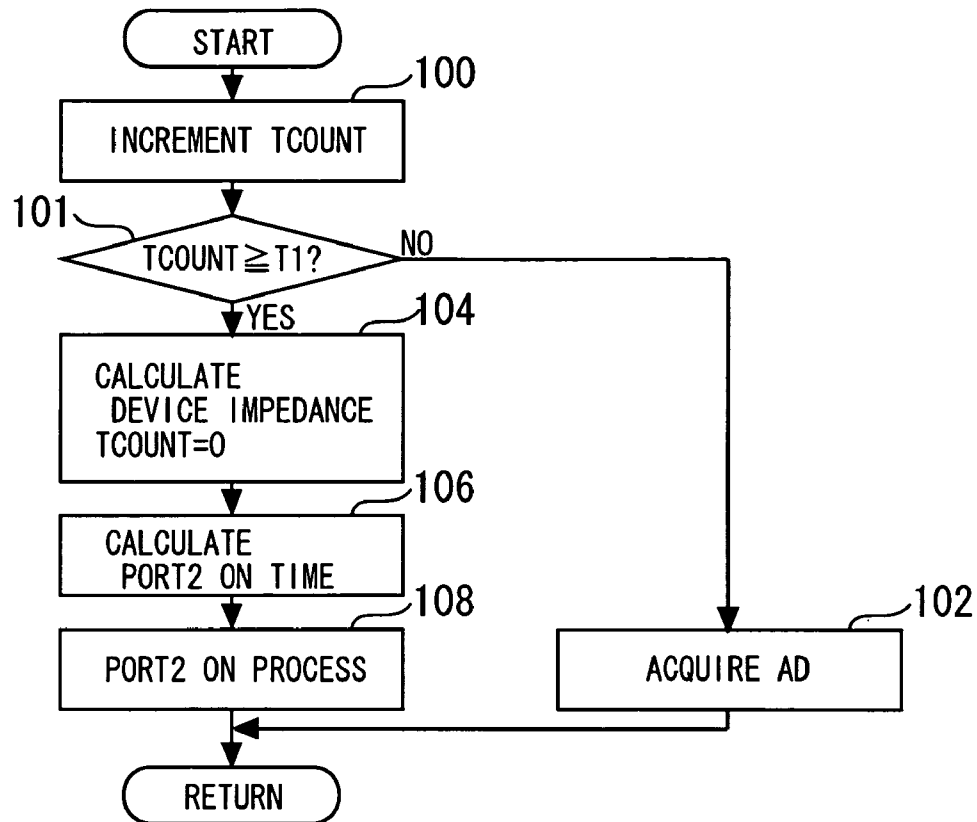 START
100
INCREMENT TCOUNT
101
TCOUNT≧T1?
NO
YES
104
CALCULATE
DEVICE IMPEDANCE
TCOUNT=0
106
CALCULATE
PORT2 ON TIME
108
PORT2 ON PROCESS
102
ACQUIRE AD
RETURN